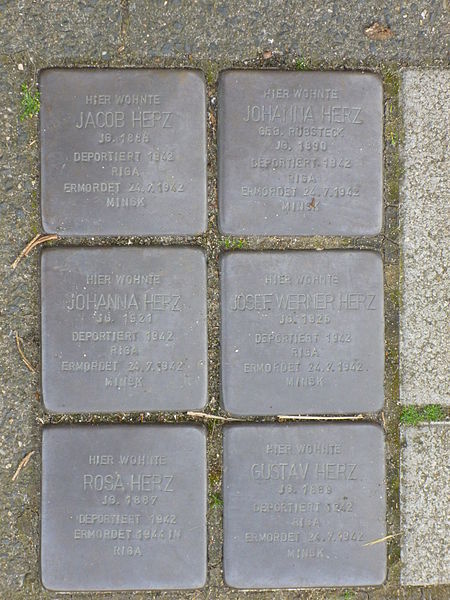 HIER WOHNTE
JACOB HERZ
JG. 1885
DEPORTIERT 1942
RIGA
ERMORDET 24.7.1942
MINSK
HIER WOHNTE
JOHANNA HERZ
GEB. RUBSTECK
JG. 1890
DEPORTIERT 1942
RIGA
ERMORDET 24.7.1942
MINSK
HIER WOHNTE
JOHANNA HERZ
JG. 1921
DEPORTIERT 1942
RIGA
ERMORDET 24.7.1942
MINSK
HIER WOHNTE
JOSEF WERNER HERZ
JG. 1925
DEPORTIERT 1942
RIGA
ERMORDET 24.7.1942
MINSK
HIER WOHNTE
ROSA HERZ
JG. 1887
DEPORTIERT 1942
ERMORDET 1944 IN
RIGA
HIER WOHNTE
GUSTAV HERZ
JG. 1889
DEPORTIERT 1942
RIGA
ERMORDET 24.7.1942
MINSK